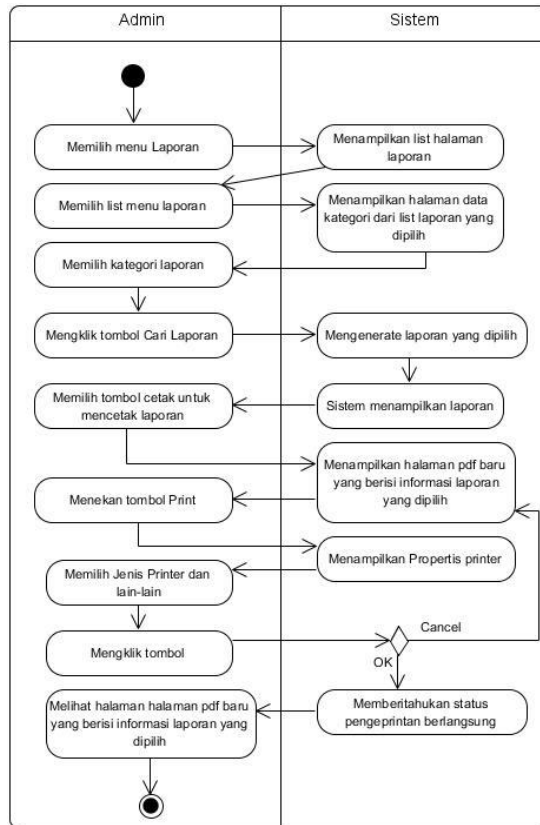 Admin
Sistem
Memilih menu Laporan
Menampilkan list halaman
laporan
Memilih list menu laporan
Menampilkan halaman data
kategori dari list laporan yang
dipilih
Memilih kategori laporan
Mengklik tombol Cari Laporan
Mengenerate laporan yang dipilih
Memilih tombol cetak untuk
mencetak laporan
Sistem menampilkan laporan
Menampilkan halaman pdf baru
yang berisi informasi laporan
yang dipilih
Menekan tombol Print
Menampilkan Propertis printer
Memilih Jenis Printer dan
lain-lain
Mengklik tombol
Cancel
OK
Melihat halaman halaman pdf baru
yang berisi informasi laporan yang
dipilih
Memberitahukan status
pengeprintan berlangsung